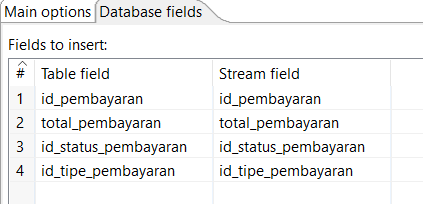 Main options Database fields
Fields to insert:
# Table field Stream field
1 id_pembayaran id_pembayaran
2 total_pembayaran total_pembayaran
3 id_status_pembayaran id_status_pembayaran
4 id_tipe_pembayaran id_tipe_pembayaran